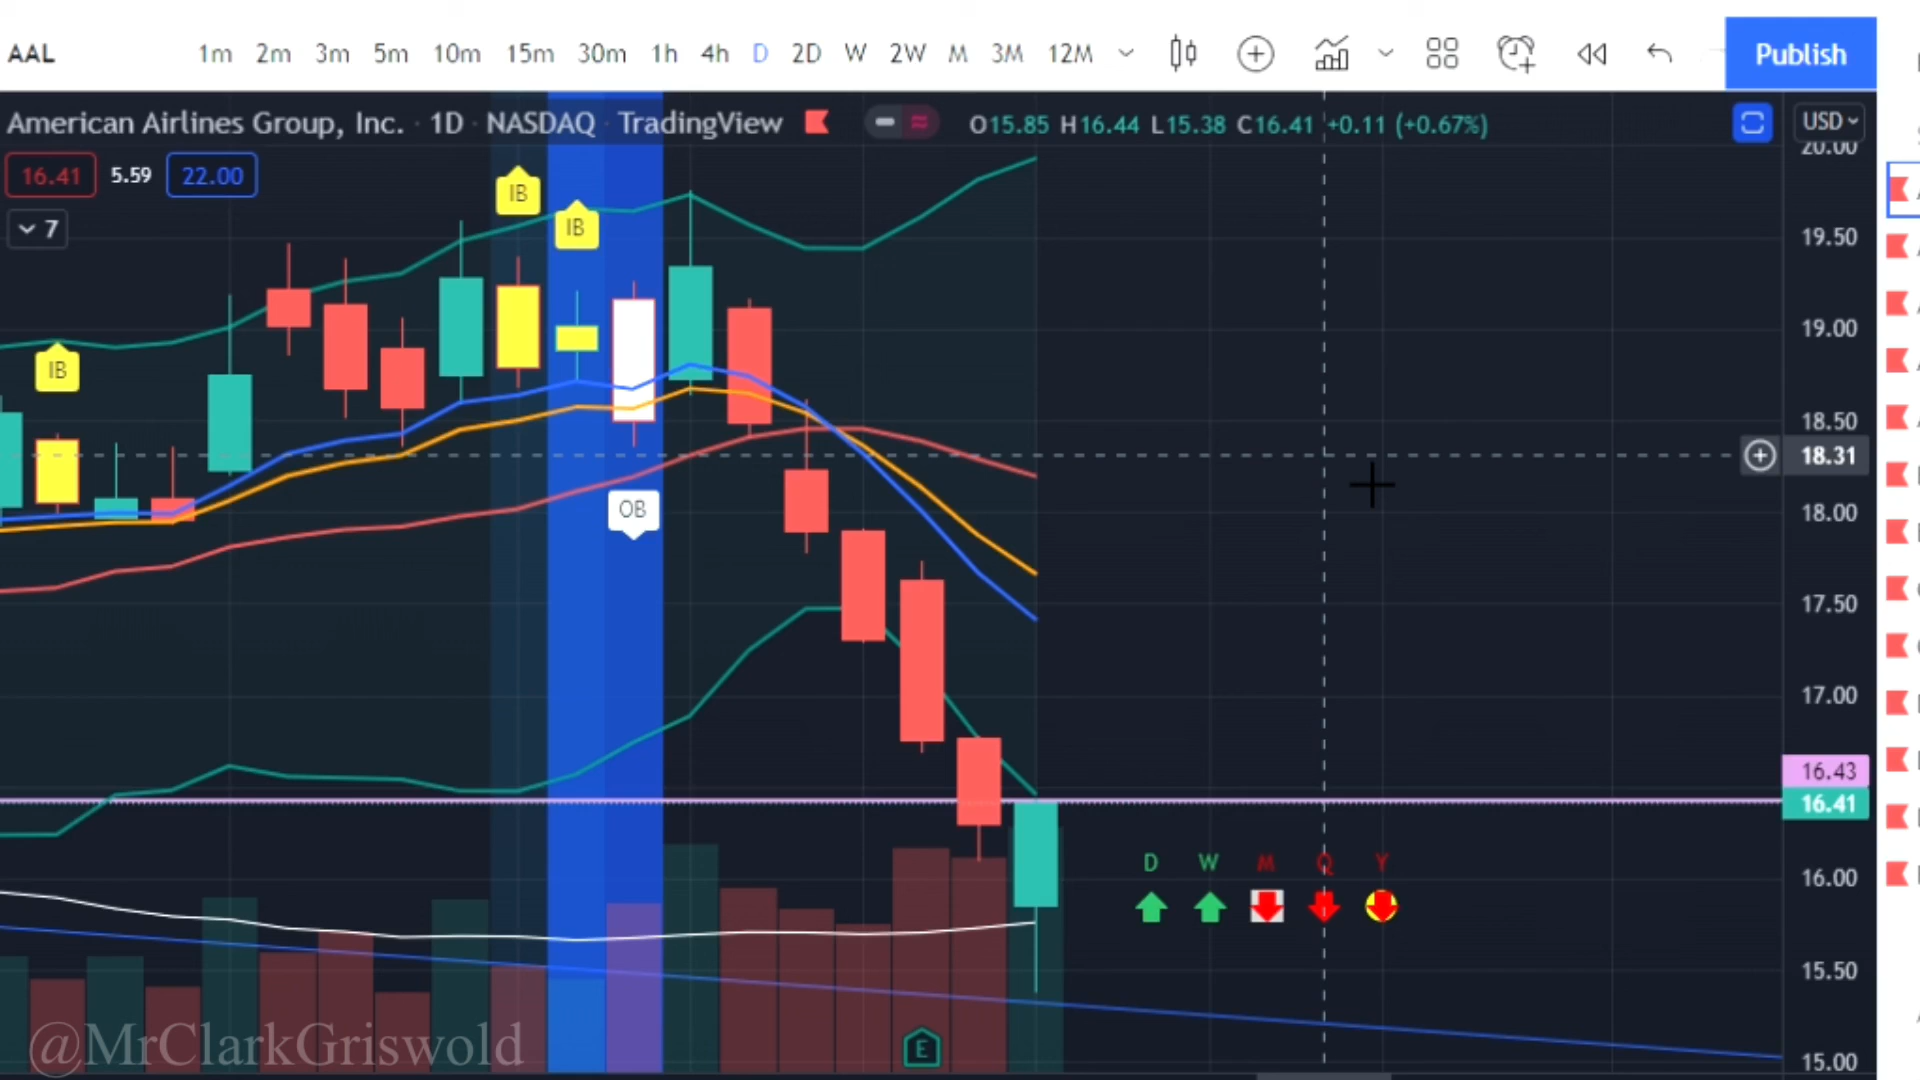 AAL 1m 2m 3m 5m 10m 15m 30m 1h 4h D 2D W 2W M 3M 12M Publish
American Airlines Group, Inc. · 1D · NASDAQ · TradingView O15.85 H16.44 L15.38 C16.41 +0.11 (+0.67%) USD
20.00
16.41 5.59 22.00
IB
IB
7
19.50
19.00
IB
18.50
18.31
OB
18.00
17.50
17.00
16.43
16.41
D W M Q Y
16.00
15.50
@MrClarkGriswold
E
15.00